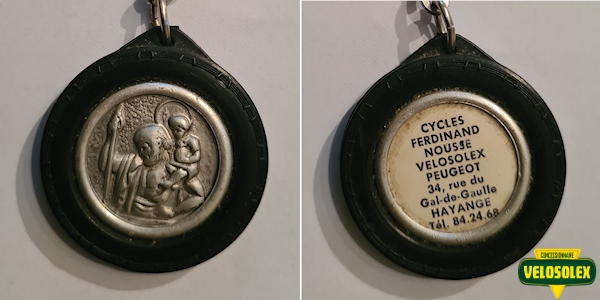 CYCLES
FERDINAND
NOUSSE
VELOSOLEX
PEUGEOT
34, rue du
Gal-de-Gaulle
HAYANGE
Tél. 84.24.68
CONCESSIONNAIRE
VELOSOLEX